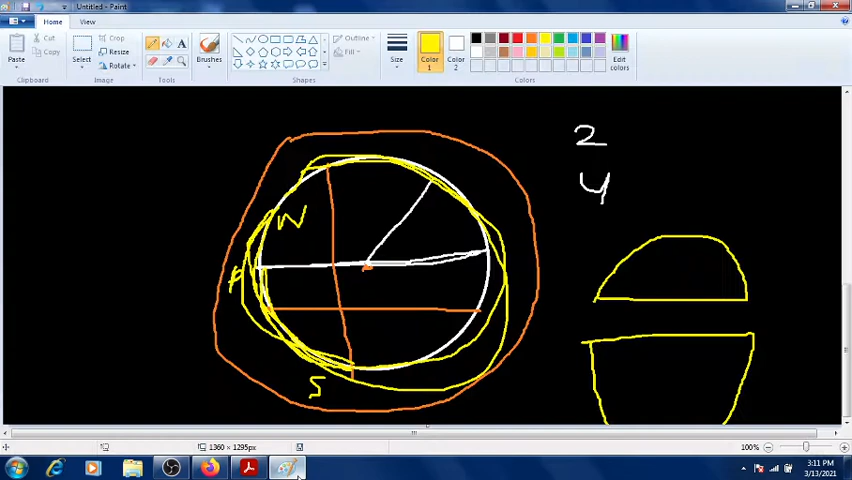 Untitled - Paint
Home
View
Paste
Cut
Copy
Clipboard
Select
Crop
Resize
Rotate
Image
Tools
Brushes
Outline
Fill
Shapes
Size
Color 1
Color 2
Colors
Edit colors
2
4
N
S
1360 × 1295px
100%
3:11 PM
3/13/2021